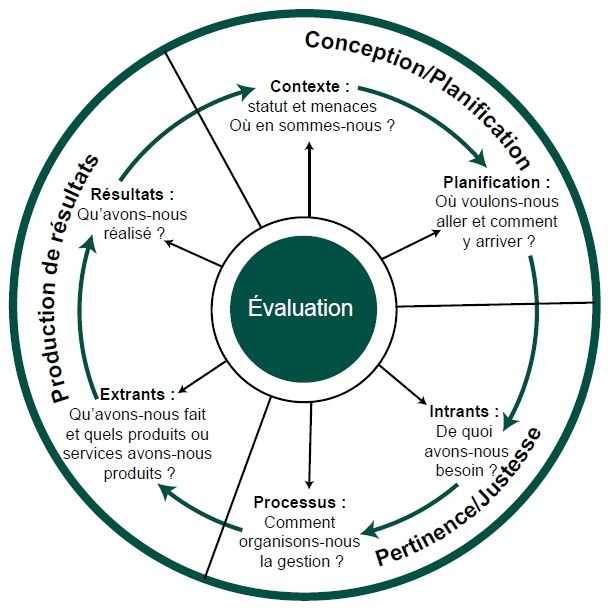 Conception/Planification
Contexte :
statut et menaces
Où en sommes-nous ?
Planification :
Où voulons-nous
aller et comment
y arriver ?
Pertinence/Justesse
Intrants :
De quoi
avons-nous
besoin ?
Processus :
Comment
organisons-nous
la gestion ?
Production de résultats
Extrants :
Qu’avons-nous fait
et quels produits ou
services avons-nous
produits ?
Résultats :
Qu’avons-nous
réalisé ?
Évaluation